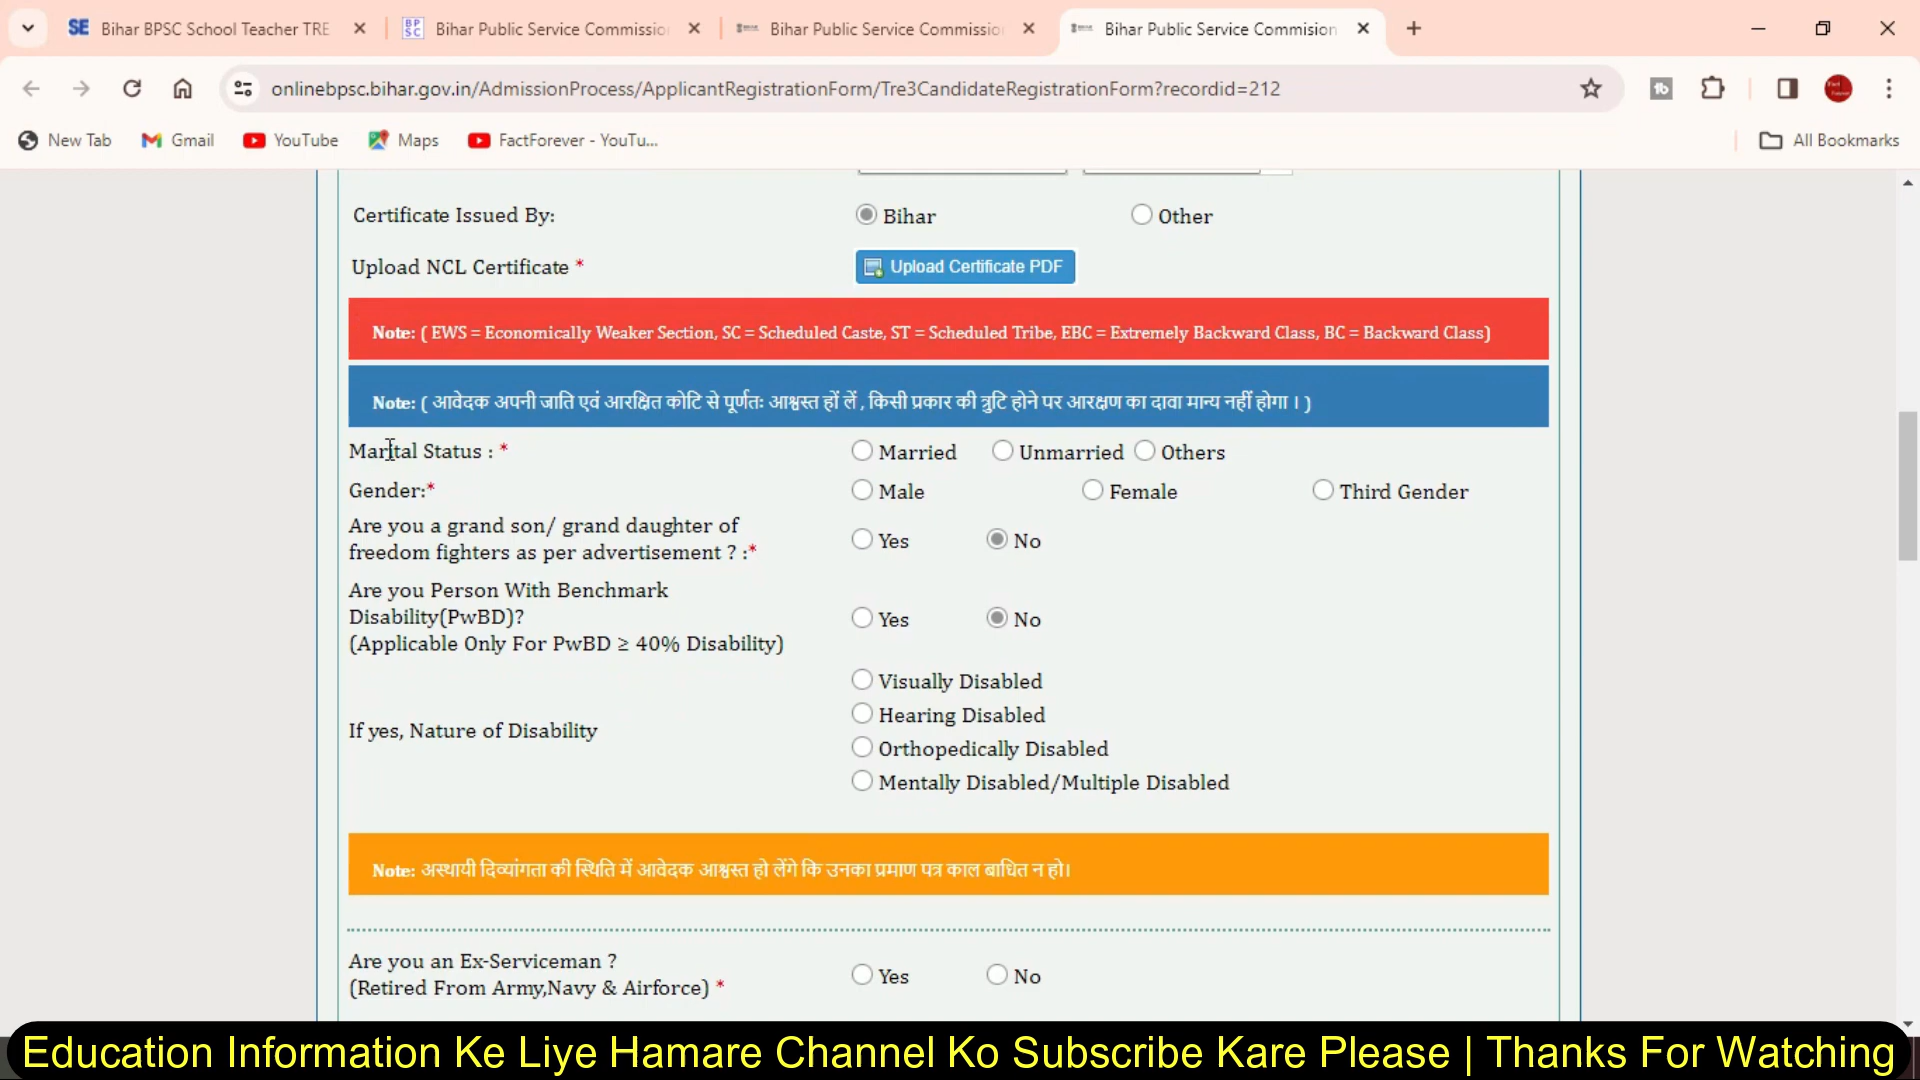 SE Bihar BPSC School Teacher TRE
BPSC Bihar Public Service Commissio
Bihar Public Service Commissio
Bihar Public Service Commision
onlinebpsc.bihar.gov.in/AdmissionProcess/ApplicantRegistrationForm/Tre3CandidateRegistrationForm?recordid=212
New Tab Gmail YouTube Maps FactForever - YouTu... All Bookmarks
Certificate Issued By: Bihar Other
Upload NCL Certificate * Upload Certificate PDF
Note: ( EWS = Economically Weaker Section, SC = Scheduled Caste, ST = Scheduled Tribe, EBC = Extremely Backward Class, BC = Backward Class)
Note: ( आवेदक अपनी जाति एवं आरक्षित कोटि से पूर्णतः आश्वस्त हों लें , किसी प्रकार की त्रुटि होने पर आरक्षण का दावा मान्य नहीं होगा । )
Marital Status : * Married Unmarried Others
Gender:* Male Female Third Gender
Are you a grand son/ grand daughter of
freedom fighters as per advertisement ? :* Yes No
Are you Person With Benchmark
Disability(PwBD)? Yes No
(Applicable Only For PwBD ≥ 40% Disability)
If yes, Nature of Disability
Visually Disabled
Hearing Disabled
Orthopedically Disabled
Mentally Disabled/Multiple Disabled
Note: अस्थायी दिव्यांगता की स्थिति में आवेदक आश्वस्त हो लेंगे कि उनका प्रमाण पत्र काल बाधित न हो।
Are you an Ex-Serviceman ?
(Retired From Army,Navy & Airforce) * Yes No
Education Information Ke Liye Hamare Channel Ko Subscribe Kare Please | Thanks For Watching